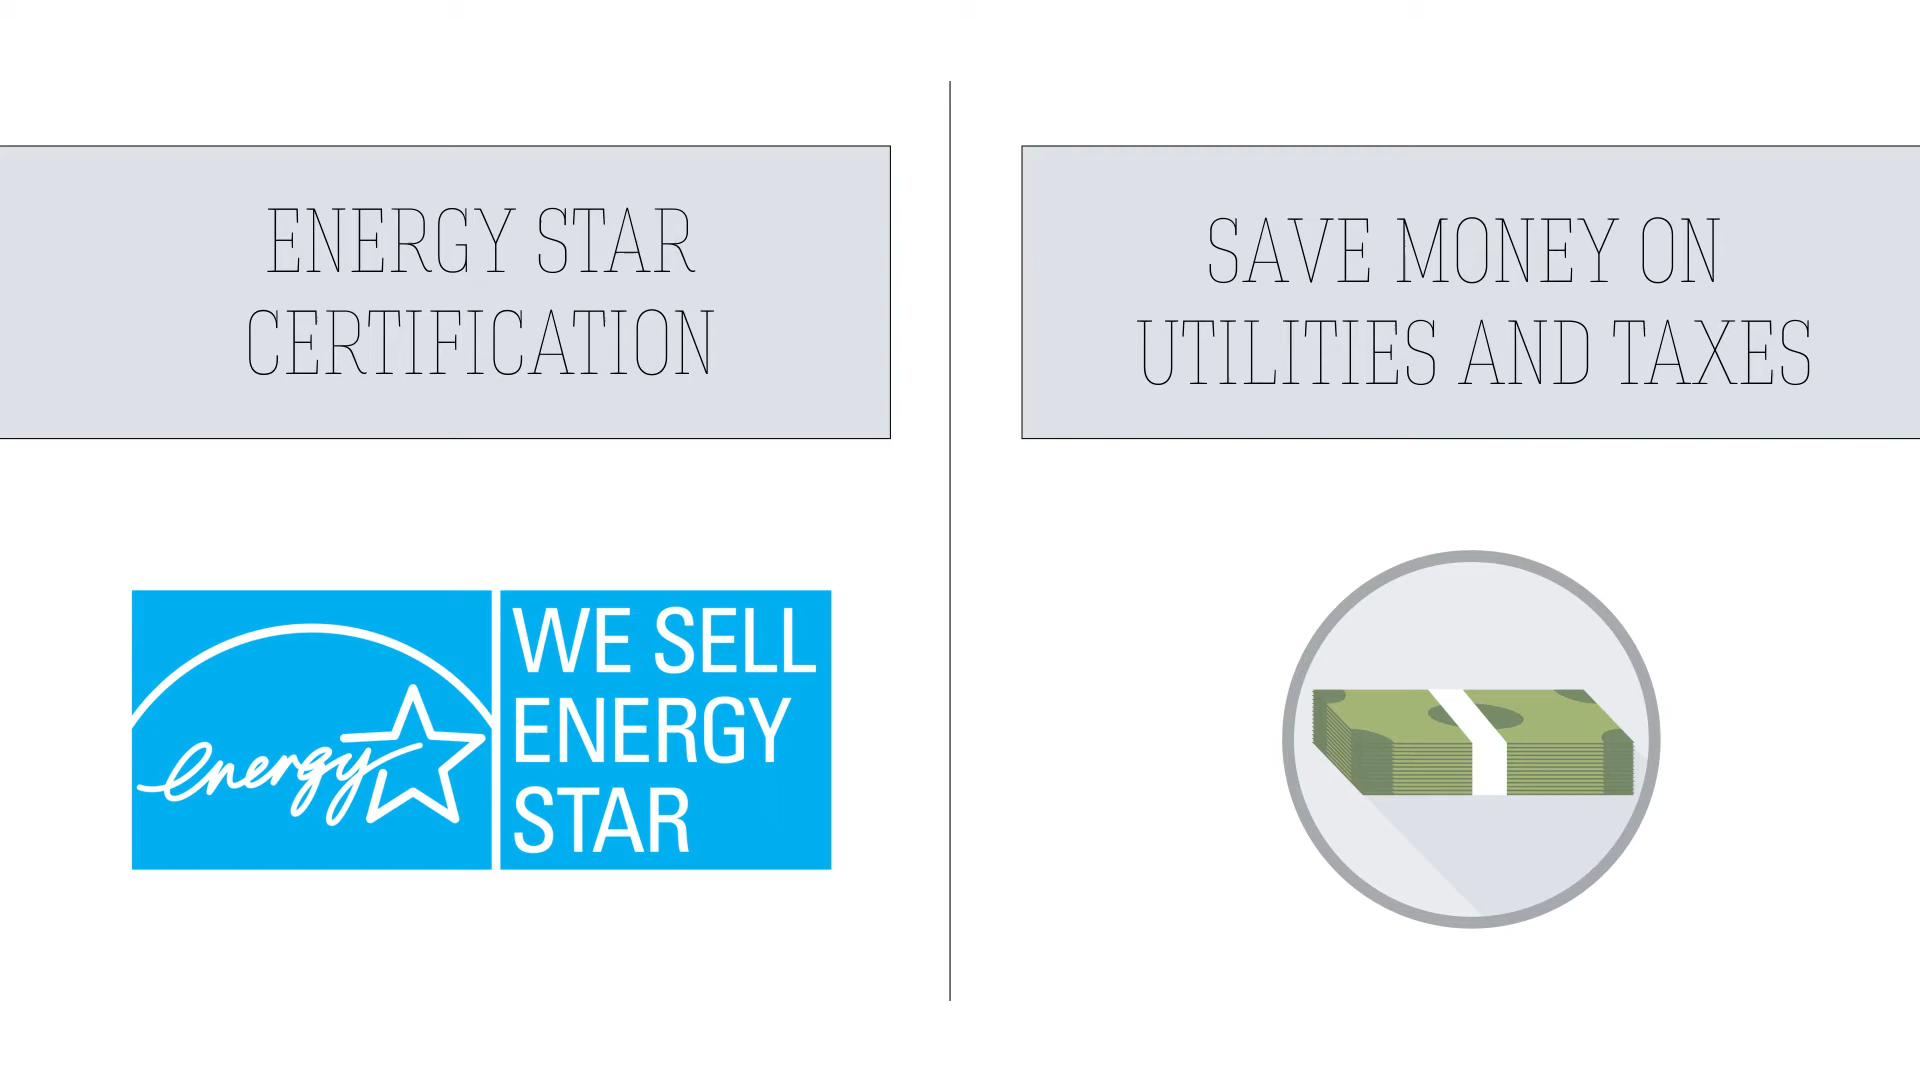 ENERGY STAR
CERTIFICATION
SAVE MONEY ON
UTILITIES AND TAXES
energy
WE SELL
ENERGY
STAR